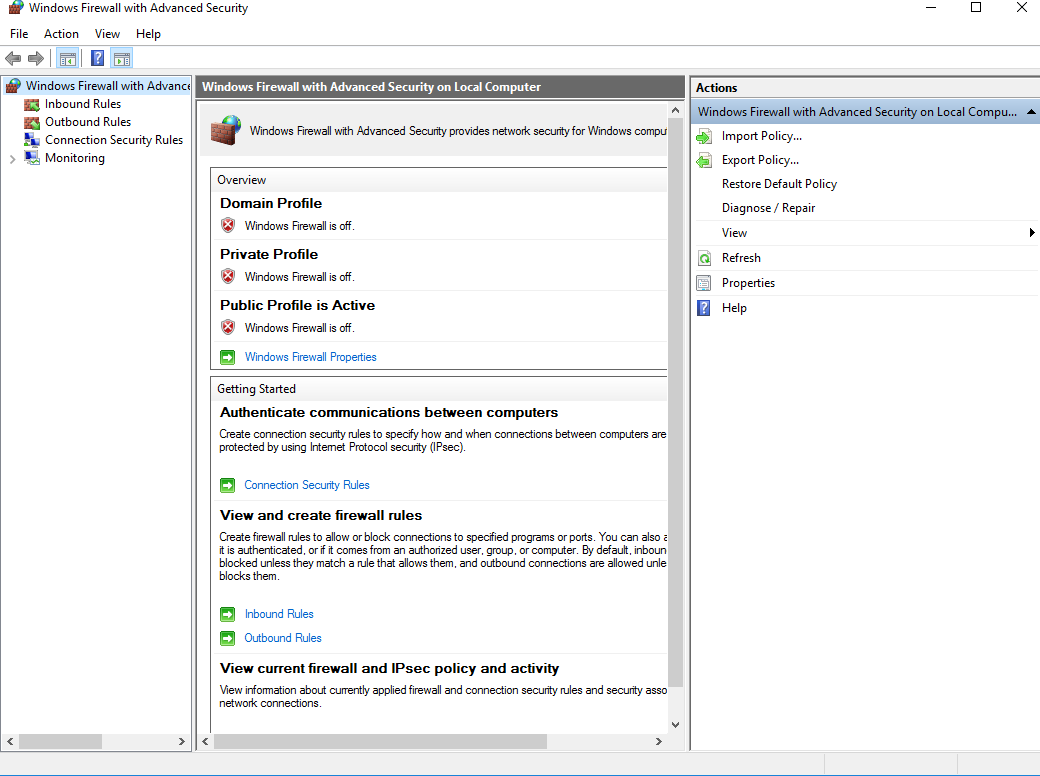 Windows Firewall with Advanced Security
File Action View Help
Windows Firewall with Advance
Inbound Rules
Outbound Rules
Connection Security Rules
Monitoring
Windows Firewall with Advanced Security on Local Computer
Windows Firewall with Advanced Security provides network security for Windows comput
Overview
Domain Profile
Windows Firewall is off.
Private Profile
Windows Firewall is off.
Public Profile is Active
Windows Firewall is off.
Windows Firewall Properties
Getting Started
Authenticate communications between computers
Create connection security rules to specify how and when connections between computers are
protected by using Internet Protocol security (IPsec).
Connection Security Rules
View and create firewall rules
Create firewall rules to allow or block connections to specified programs or ports. You can also a
it is authenticated, or if it comes from an authorized user, group, or computer. By default, inboun
blocked unless they match a rule that allows them, and outbound connections are allowed unle
blocks them.
Inbound Rules
Outbound Rules
View current firewall and IPsec policy and activity
View information about currently applied firewall and connection security rules and security asso
network connections.
Actions
Windows Firewall with Advanced Security on Local Compu...
Import Policy...
Export Policy...
Restore Default Policy
Diagnose / Repair
View
Refresh
Properties
Help